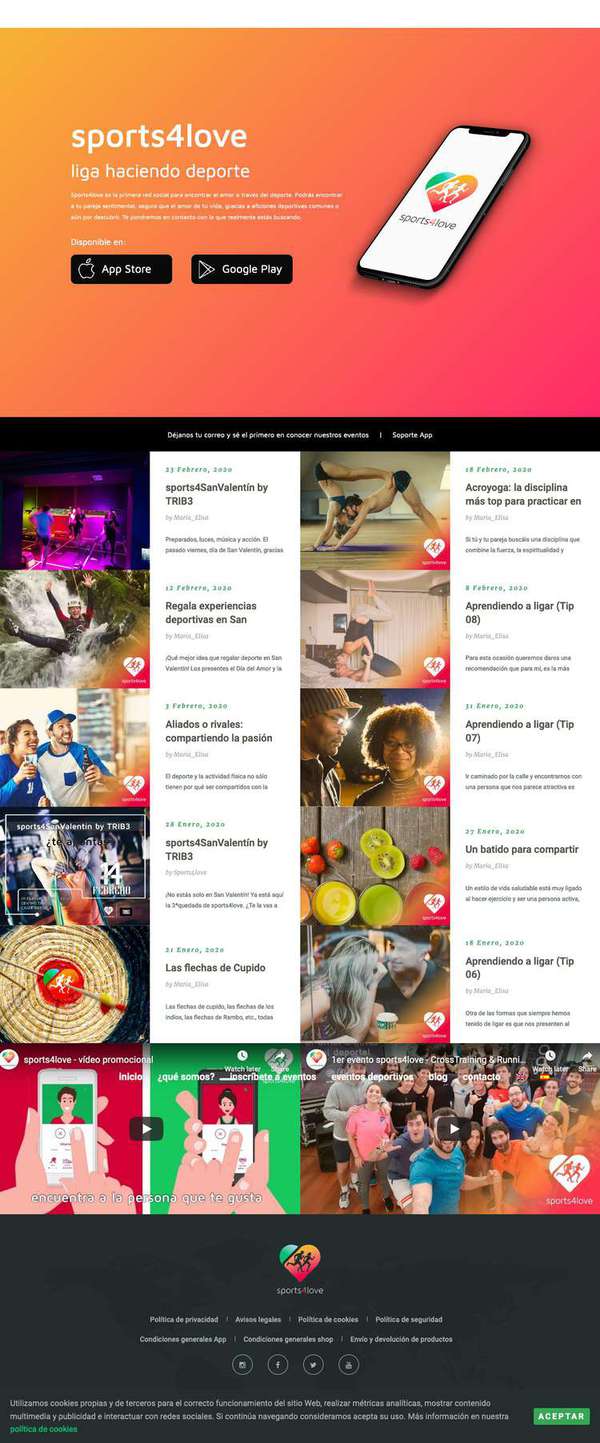 sports4love
liga haciendo deporte
Sports4love es la primera red social para encontrar el amor a través del deporte. Podrás encontrar
a tu pareja sentimental, seguro que el amor de tu vida, gracias a aficiones deportivas comunes o
aún por descubrir. Te pondremos en contacto con lo que realmente estás buscando.
Disponible en:
App Store
Google Play
sports4love
Déjanos tu correo y sé el primero en conocer nuestros eventos | Soporte App
23 Febrero, 2020
sports4SanValentín by
TRIB3
by Maria_Elisa
Preparados, luces, música y acción. El
pasado viernes, día de San Valentín, gracias
18 Febrero, 2020
Acroyoga: la disciplina
más top para practicar en
by Maria_Elisa
Si tú y tu pareja buscáis una disciplina que
combine la fuerza, la espiritualidad y
sports4love
12 Febrero, 2020
Regala experiencias
deportivas en San
by Maria_Elisa
¡Qué mejor idea que regalar deporte en San
Valentín! Los presentes el Día del Amor y la
sports4love
8 Febrero, 2020
Aprendiendo a ligar (Tip
08)
by Maria_Elisa
Para esta ocasión queremos daros una
recomendación que para mí, es la más
sports4love
3 Febrero, 2020
Aliados o rivales:
compartiendo la pasión
by Maria_Elisa
El deporte y la actividad física no sólo
tienen por qué ser compartidos con la
sports4love
31 Enero, 2020
Aprendiendo a ligar (Tip
07)
by Maria_Elisa
Ir caminado por la calle y encontrarnos con
una persona que nos parece atractiva es
sports4love
sports4SanValentín by TRIB3
14
FEBRERO
28 Enero, 2020
sports4SanValentín by
TRIB3
by Sports4love
¡No estás solo en San Valentín! Ya está aquí
la 2ªquedada de sports4love. ¿Te la vas a
27 Enero, 2020
Un batido para compartir
by Maria_Elisa
Un estilo de vida saludable está muy ligado
al hacer ejercicio y ser una persona activa,
sports4love
21 Enero, 2020
Las flechas de Cupido
by Maria_Elisa
Las flechas de cupido, las flechas de los
indios, las flechas de Rambo, etc., todas
16 Enero, 2020
Aprendiendo a ligar (Tip
06)
by Maria_Elisa
Otra de las formas que siempre hemos
tenido de ligar es que nos presenten al
sports4love
sports4love - vídeo promocional
Watch later
Share
1er evento sports4love - CrossTraining & Runni...
Watch later
Share
inicio ¿qué somos? inscríbete a eventos eventos deportivos blog contacto
encuentra a la persona que te gusta
sports4love
sports4love
Política de privacidad | Avisos legales | Política de cookies | Política de seguridad
Condiciones generales App | Condiciones generales shop | Envío y devolución de productos
Utilizamos cookies propias y de terceros para el correcto funcionamiento del sitio Web, realizar métricas analíticas, mostrar contenido
multimedia y publicidad e interactuar con redes sociales. Si continúa navegando consideramos acepta su uso. Más información en nuestra
política de cookies
ACEPTAR